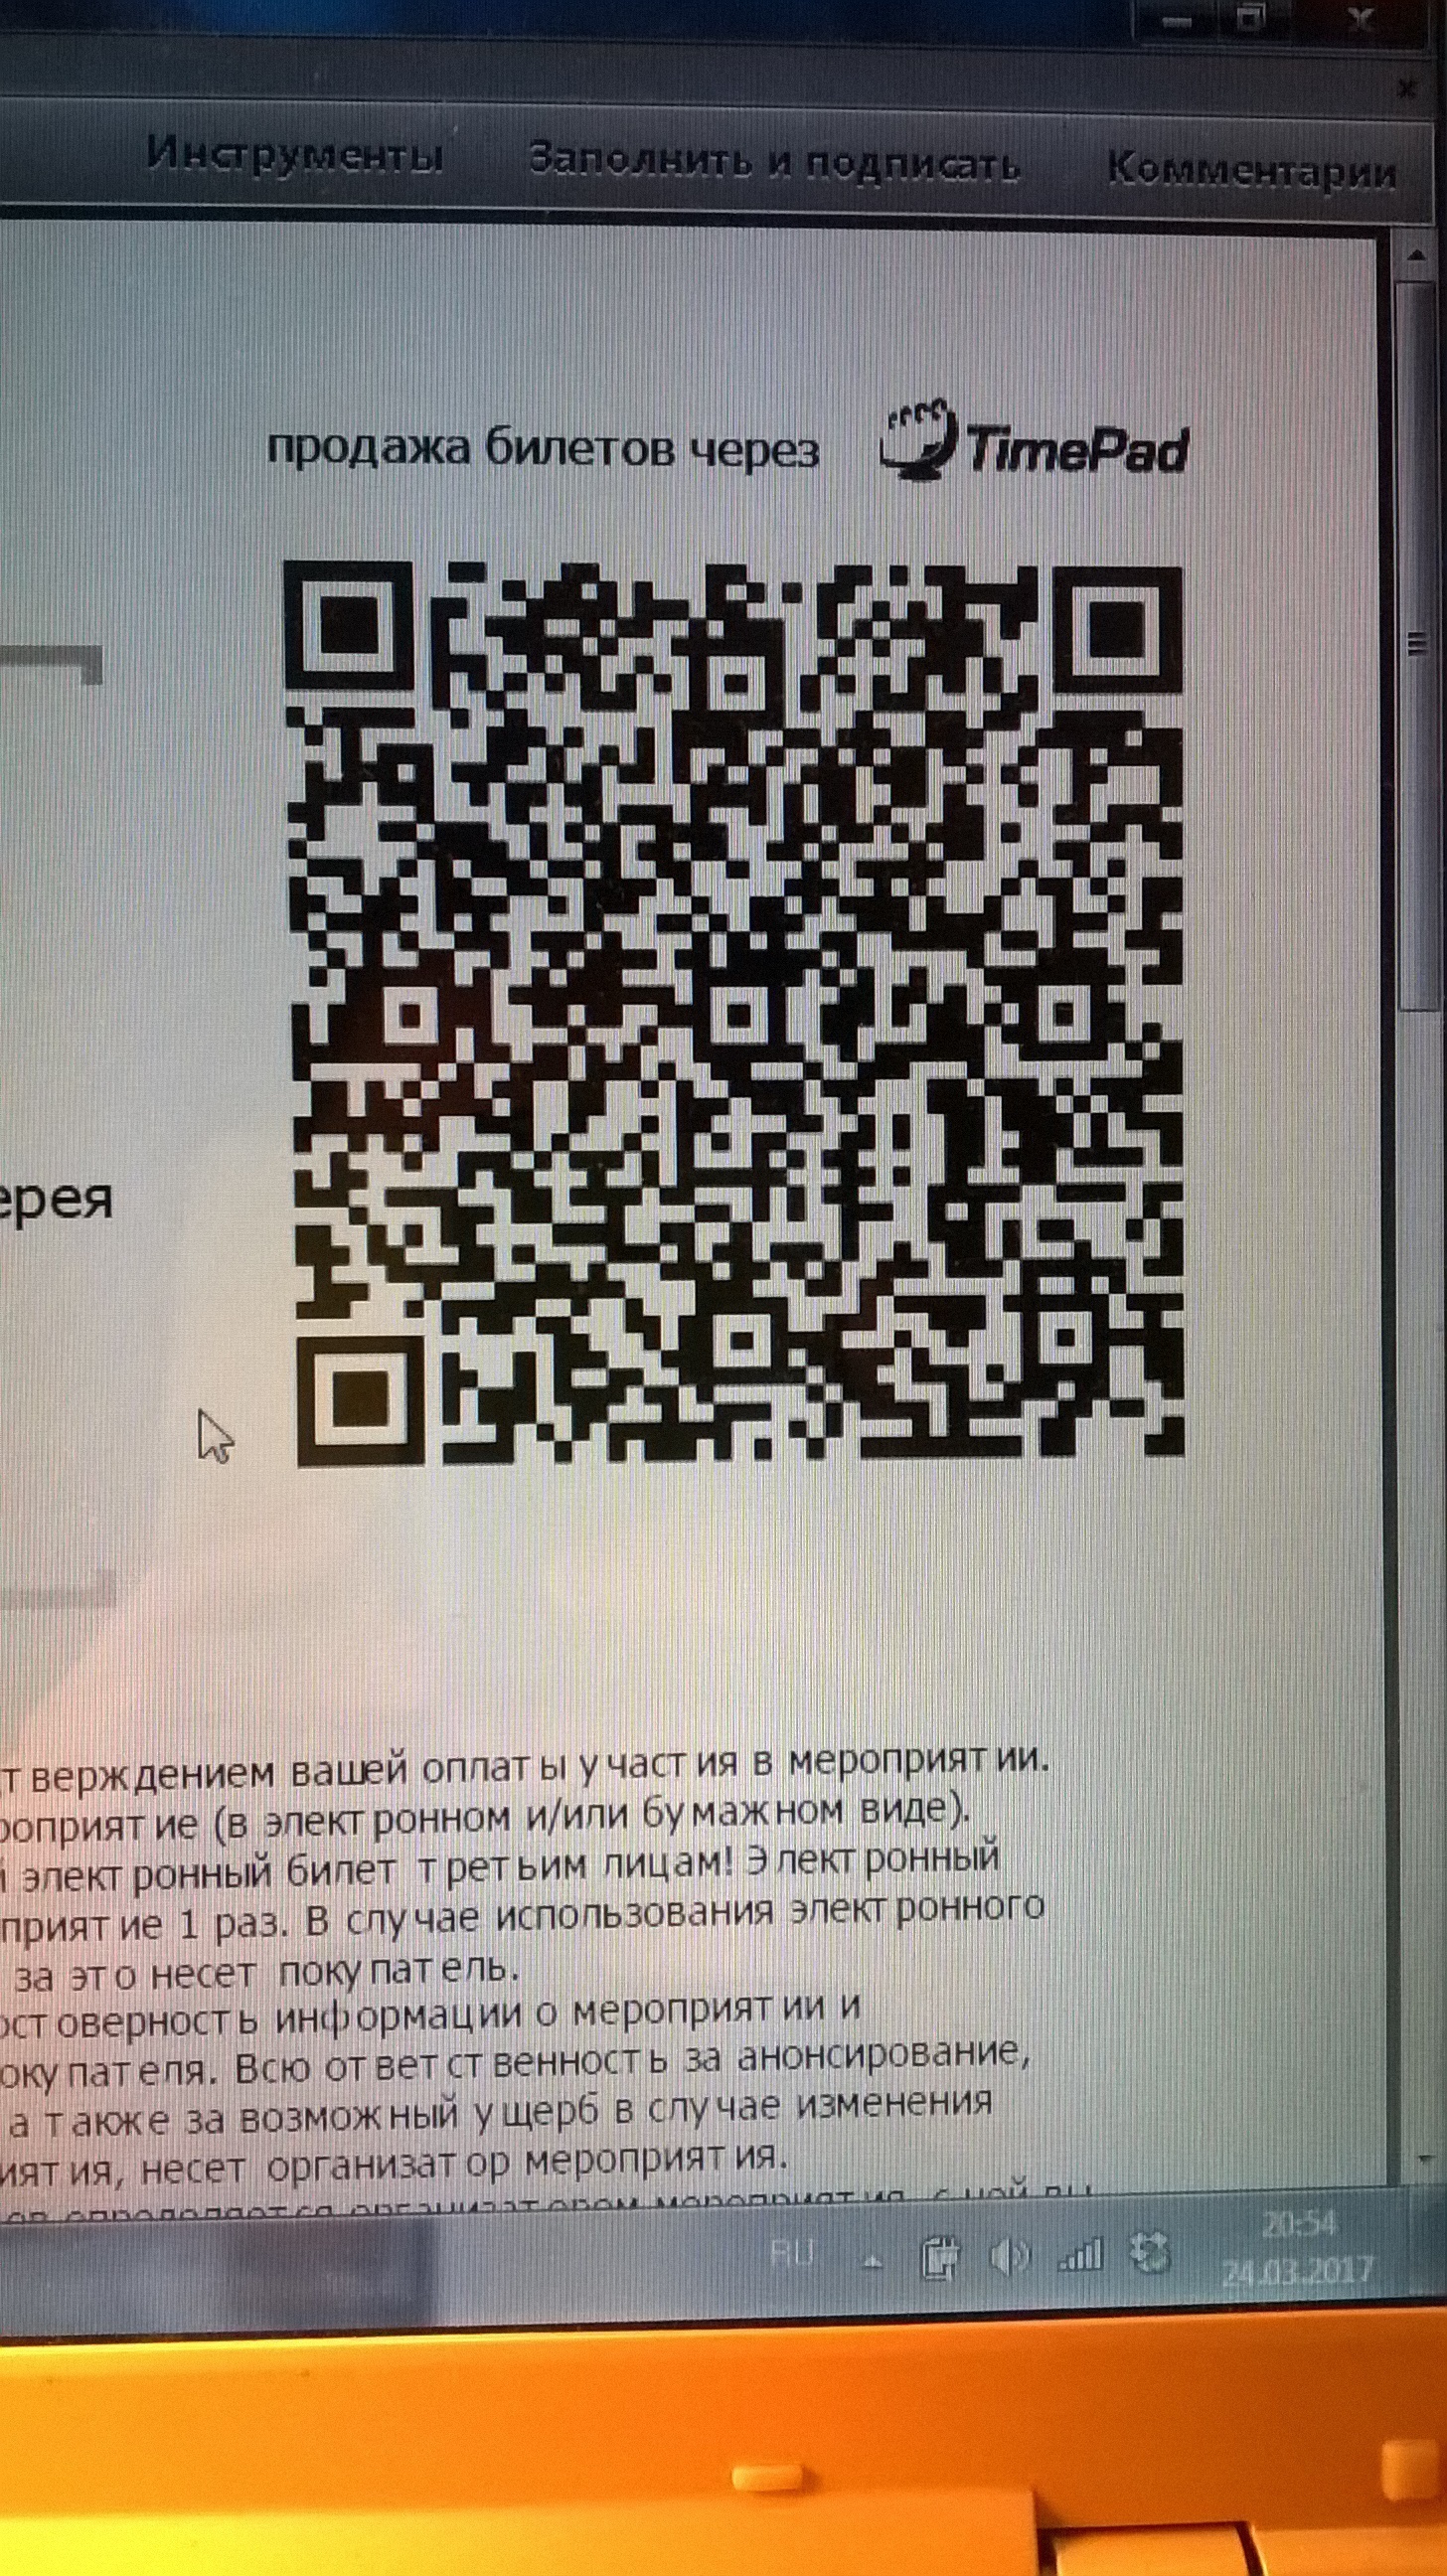 Инструменты Заполнить и подписать Комментарии
продажа билетов через TimePad
ерея
тверждением вашей оплаты участия в мероприятии.
роприятие (в электронном и/или бумажном виде).
й электронный билет третьим лицам! Электронный
приятие 1 раз. В случае использования электронного
за это несет покупатель.
остоверность информации о мероприятии и
окупателя. Всю ответственность за анонсирование,
а также за возможный ущерб в случае изменения
иятия, несет организатор мероприятия.
определяется организатором мероприятия
RU 20:54
24.03.2017